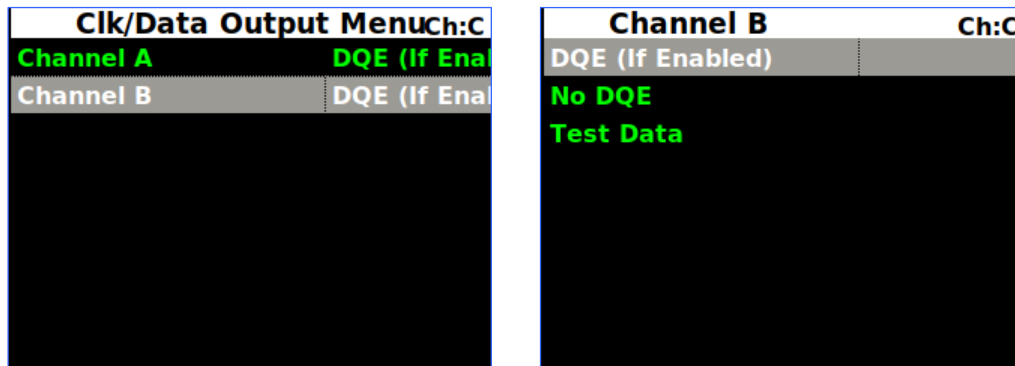 Clk/Data Output Menu Ch:C
Channel A DQE (If Enal
Channel B DQE (If Enal
Channel B Ch:C
DQE (If Enabled)
No DQE
Test Data